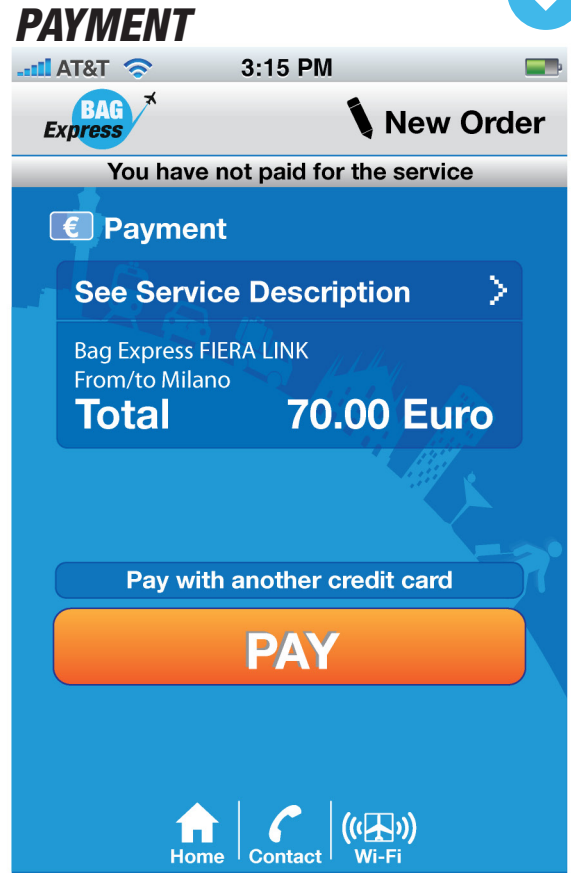 PAYMENT
AT&T 3:15 PM
BAG
Express
New Order
You have not paid for the service
€ Payment
See Service Description
Bag Express FIERA LINK
From/to Milano
Total 70.00 Euro
Pay with another credit card
PAY
Home Contact Wi-Fi